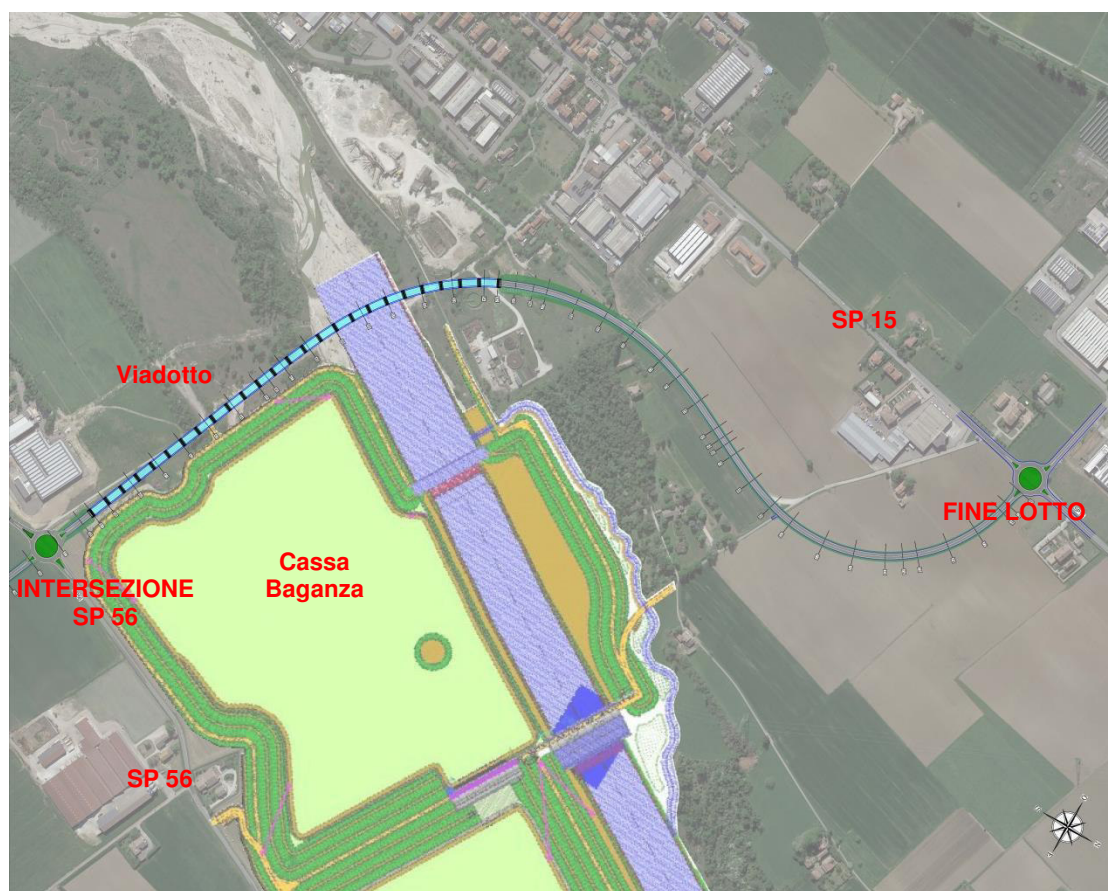 SP 15
Viadotto
FINE LOTTO
Cassa
Baganza
INTERSEZIONE
SP 56
SP 56